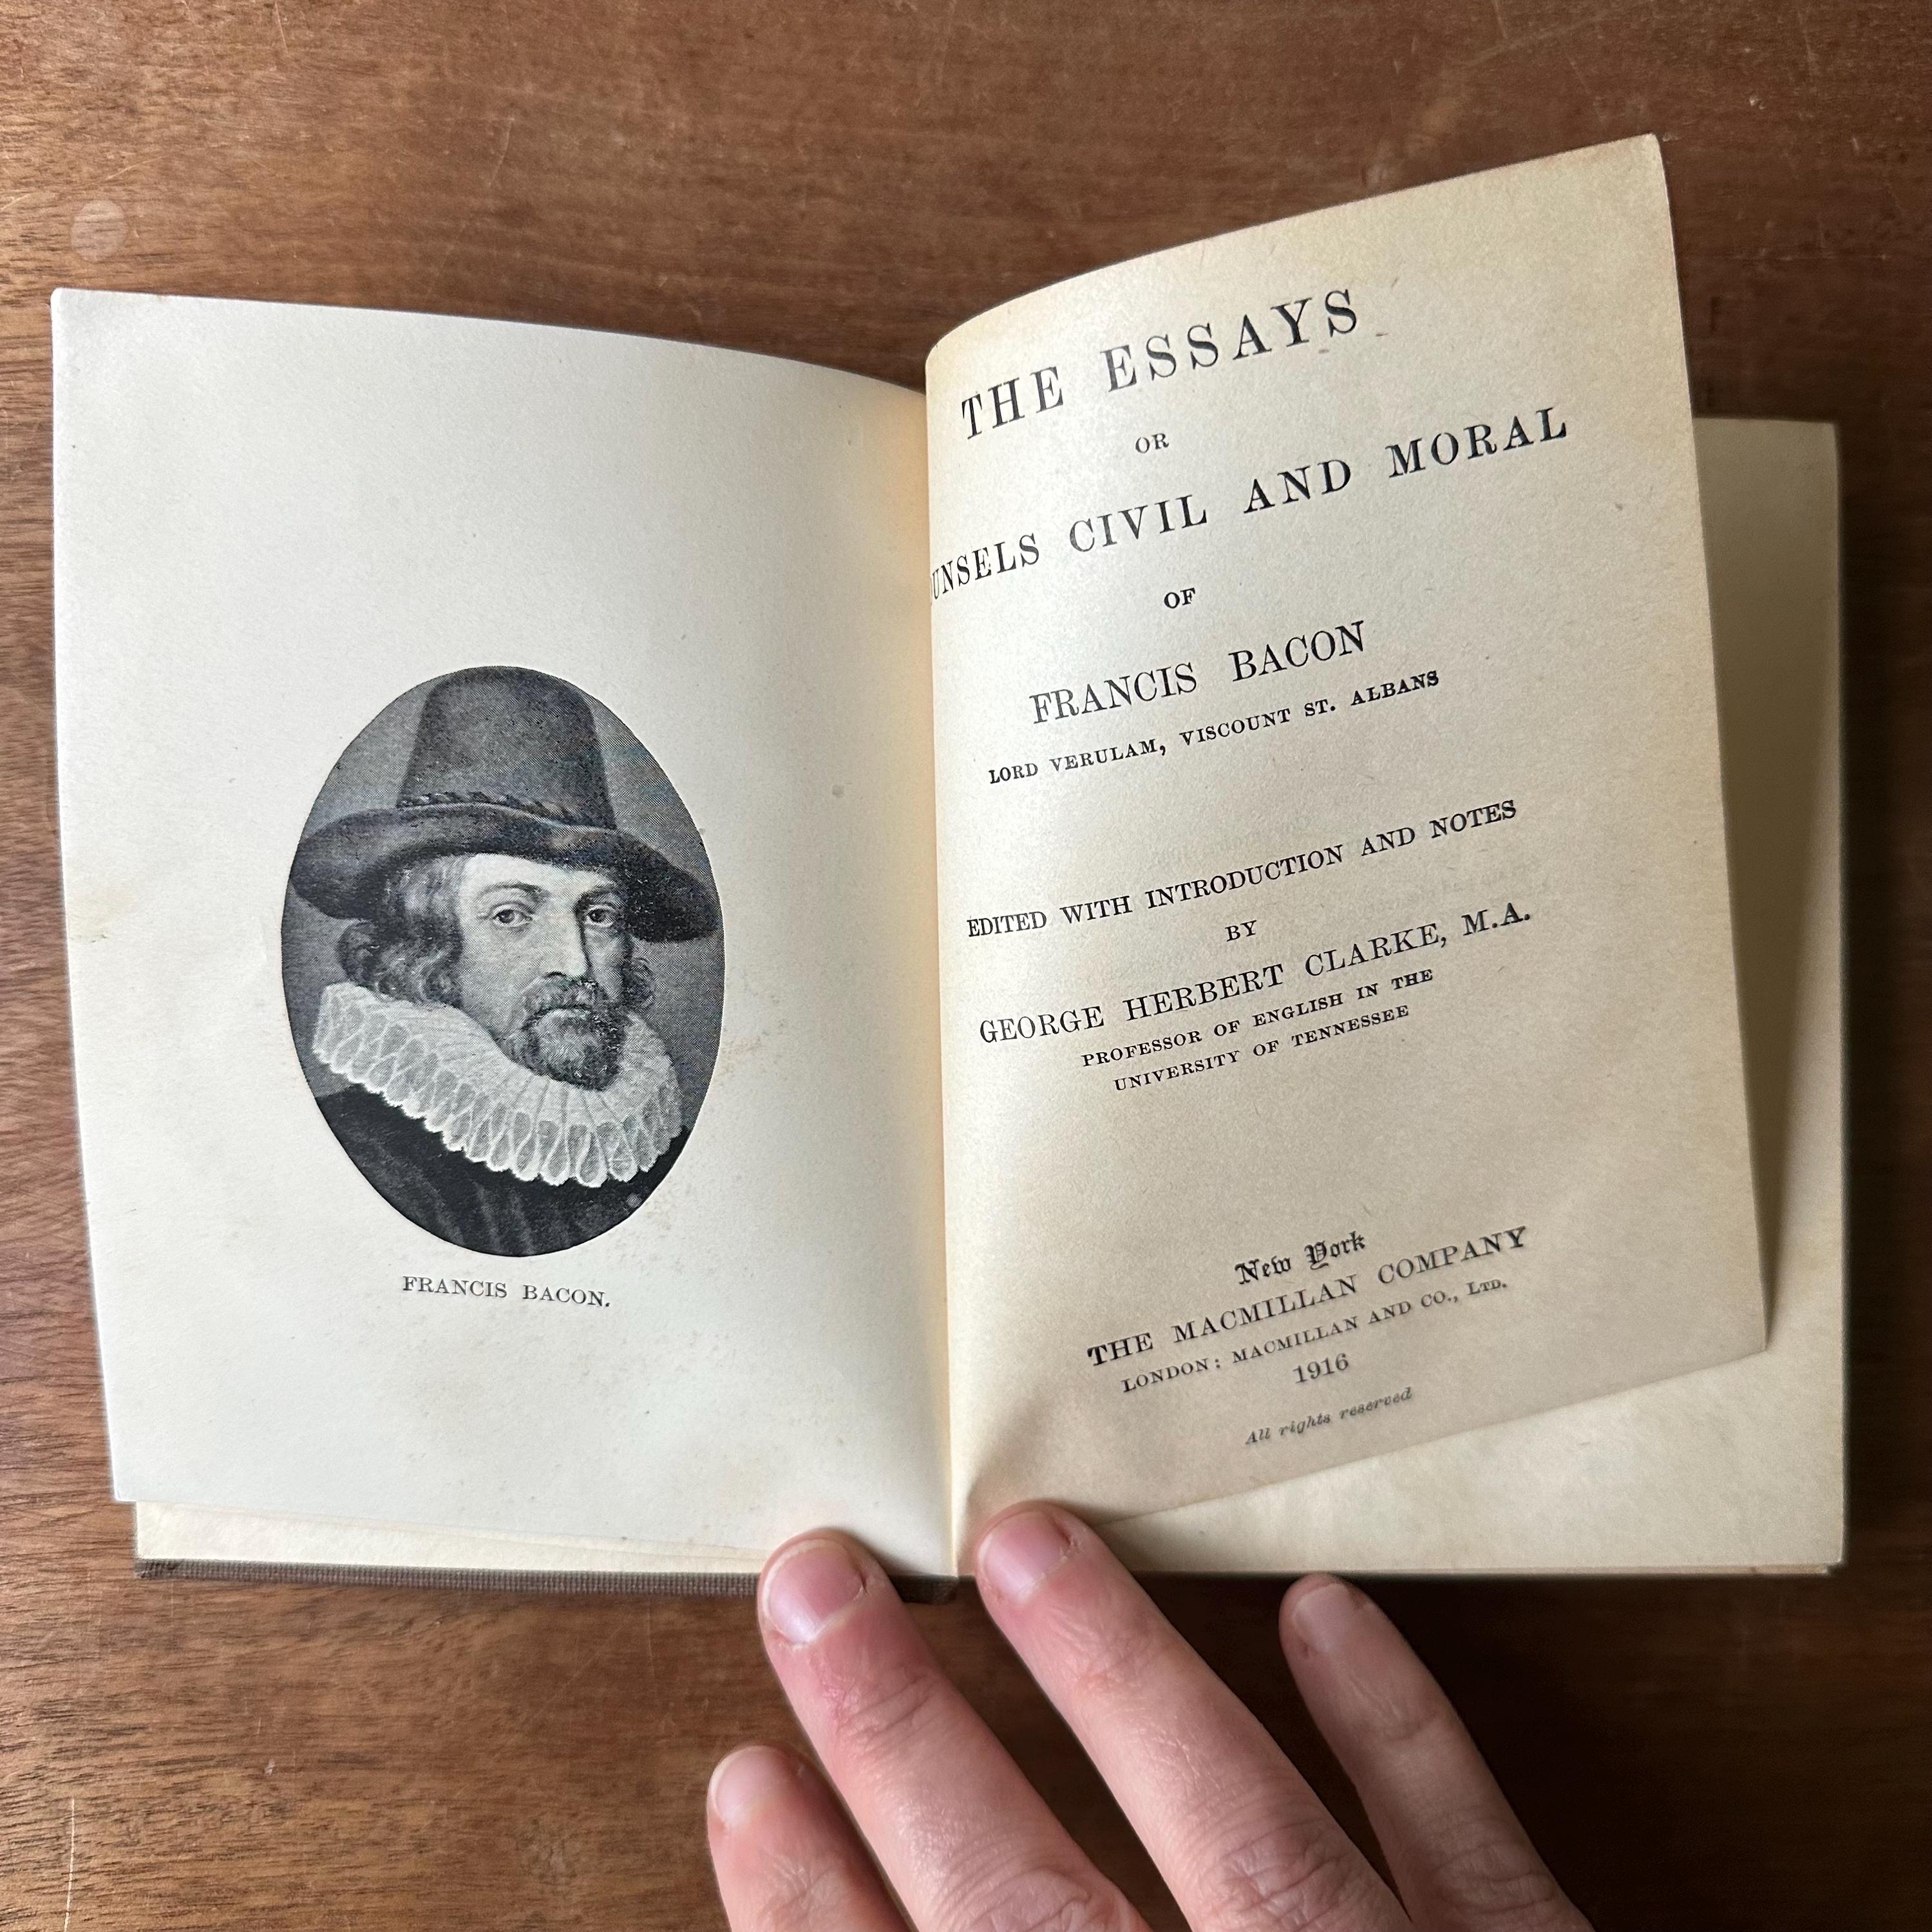 FRANCIS BACON.
THE ESSAYS
OR
UNSELS CIVIL AND MORAL
OF
FRANCIS BACON
LORD VERULAM, VISCOUNT ST. ALBANS
EDITED WITH INTRODUCTION AND NOTES
BY
GEORGE HERBERT CLARKE, M.A.
PROFESSOR OF ENGLISH IN THE
UNIVERSITY OF TENNESSEE
New York
THE MACMILLAN COMPANY
LONDON: MACMILLAN AND CO., LTD.
1916
All rights reserved